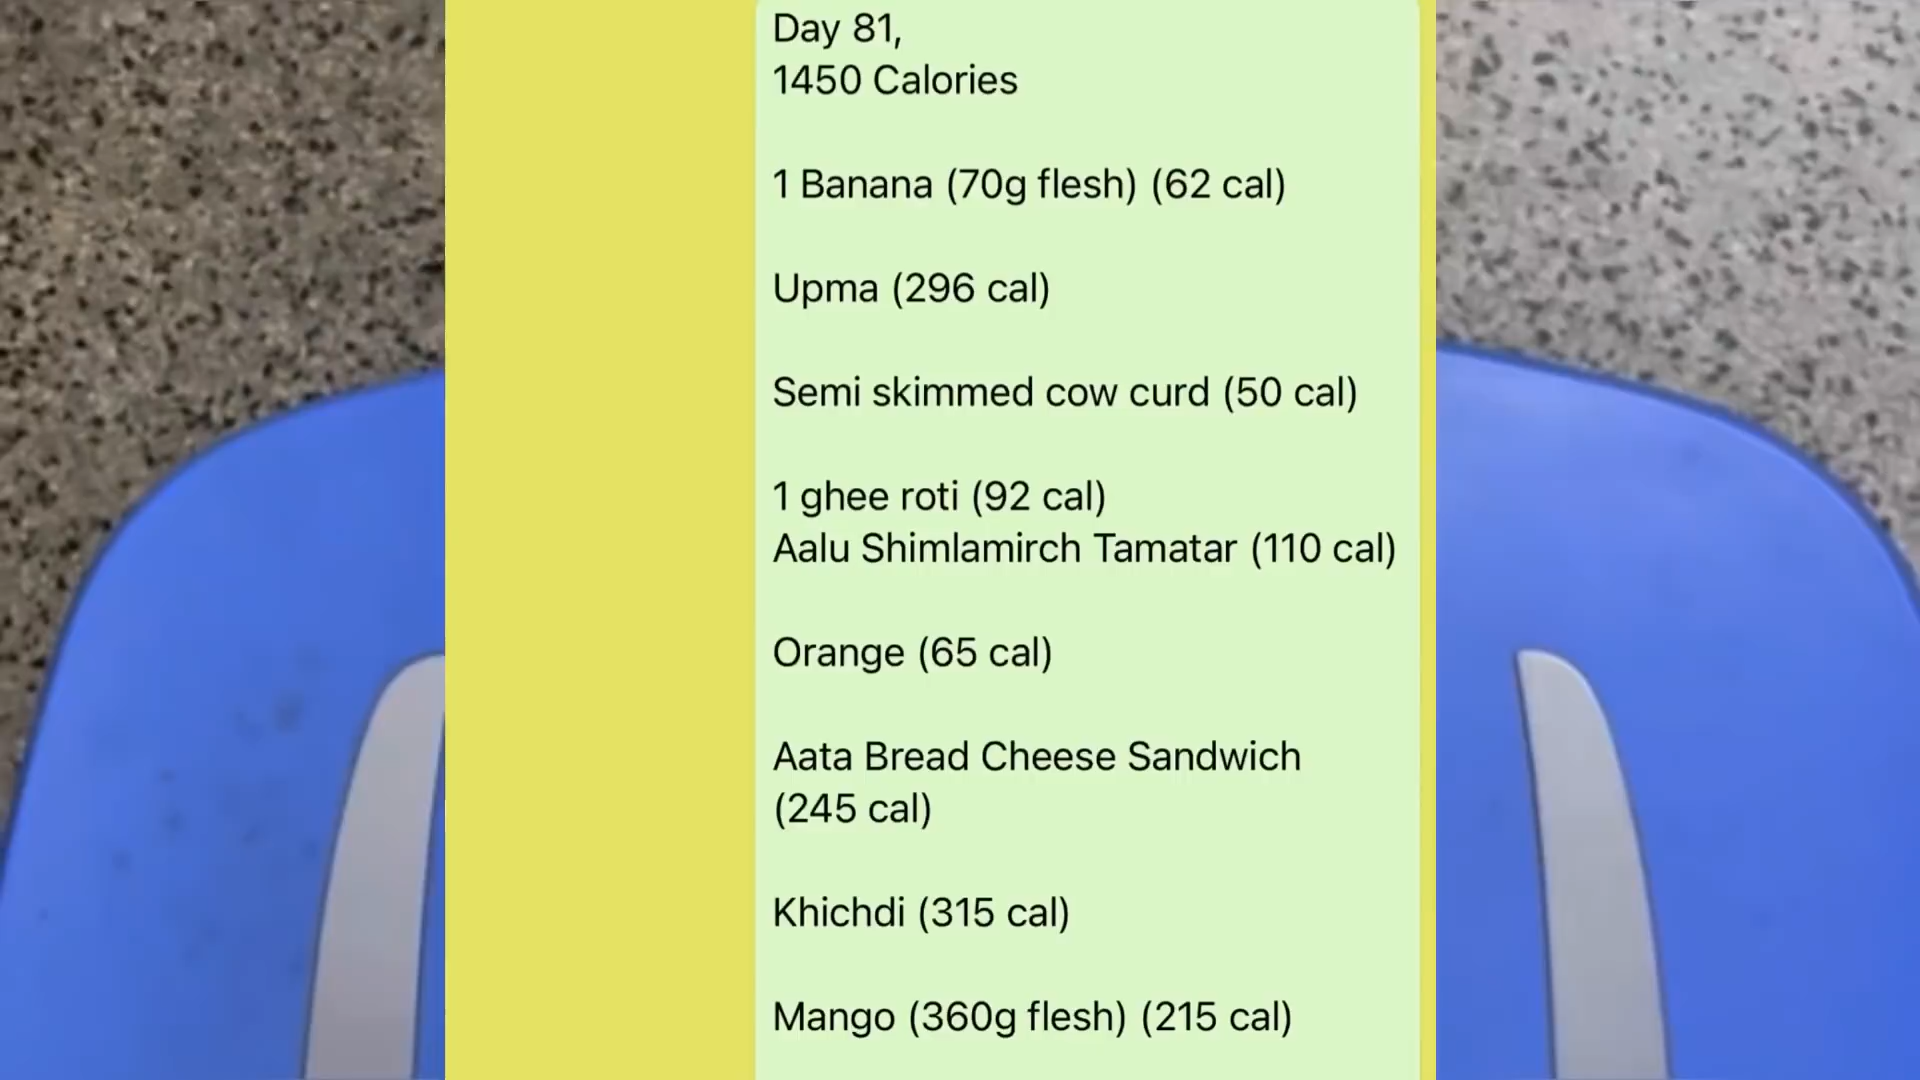 Day 81,
1450 Calories
1 Banana (70g flesh) (62 cal)
Upma (296 cal)
Semi skimmed cow curd (50 cal)
1 ghee roti (92 cal)
Aalu Shimlamirch Tamatar (110 cal)
Orange (65 cal)
Aata Bread Cheese Sandwich
(245 cal)
Khichdi (315 cal)
Mango (360g flesh) (215 cal)